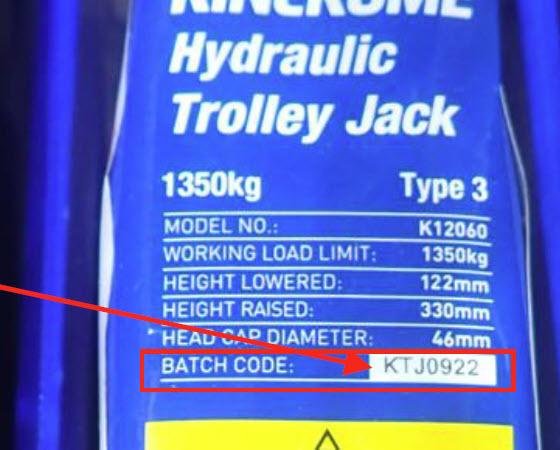 KINCROME
Hydraulic
Trolley Jack
1350kg Type 3
MODEL NO.: K12060
WORKING LOAD LIMIT: 1350kg
HEIGHT LOWERED: 122mm
HEIGHT RAISED: 330mm
HEAD CAP DIAMETER: 46mm
BATCH CODE: KTJ0922